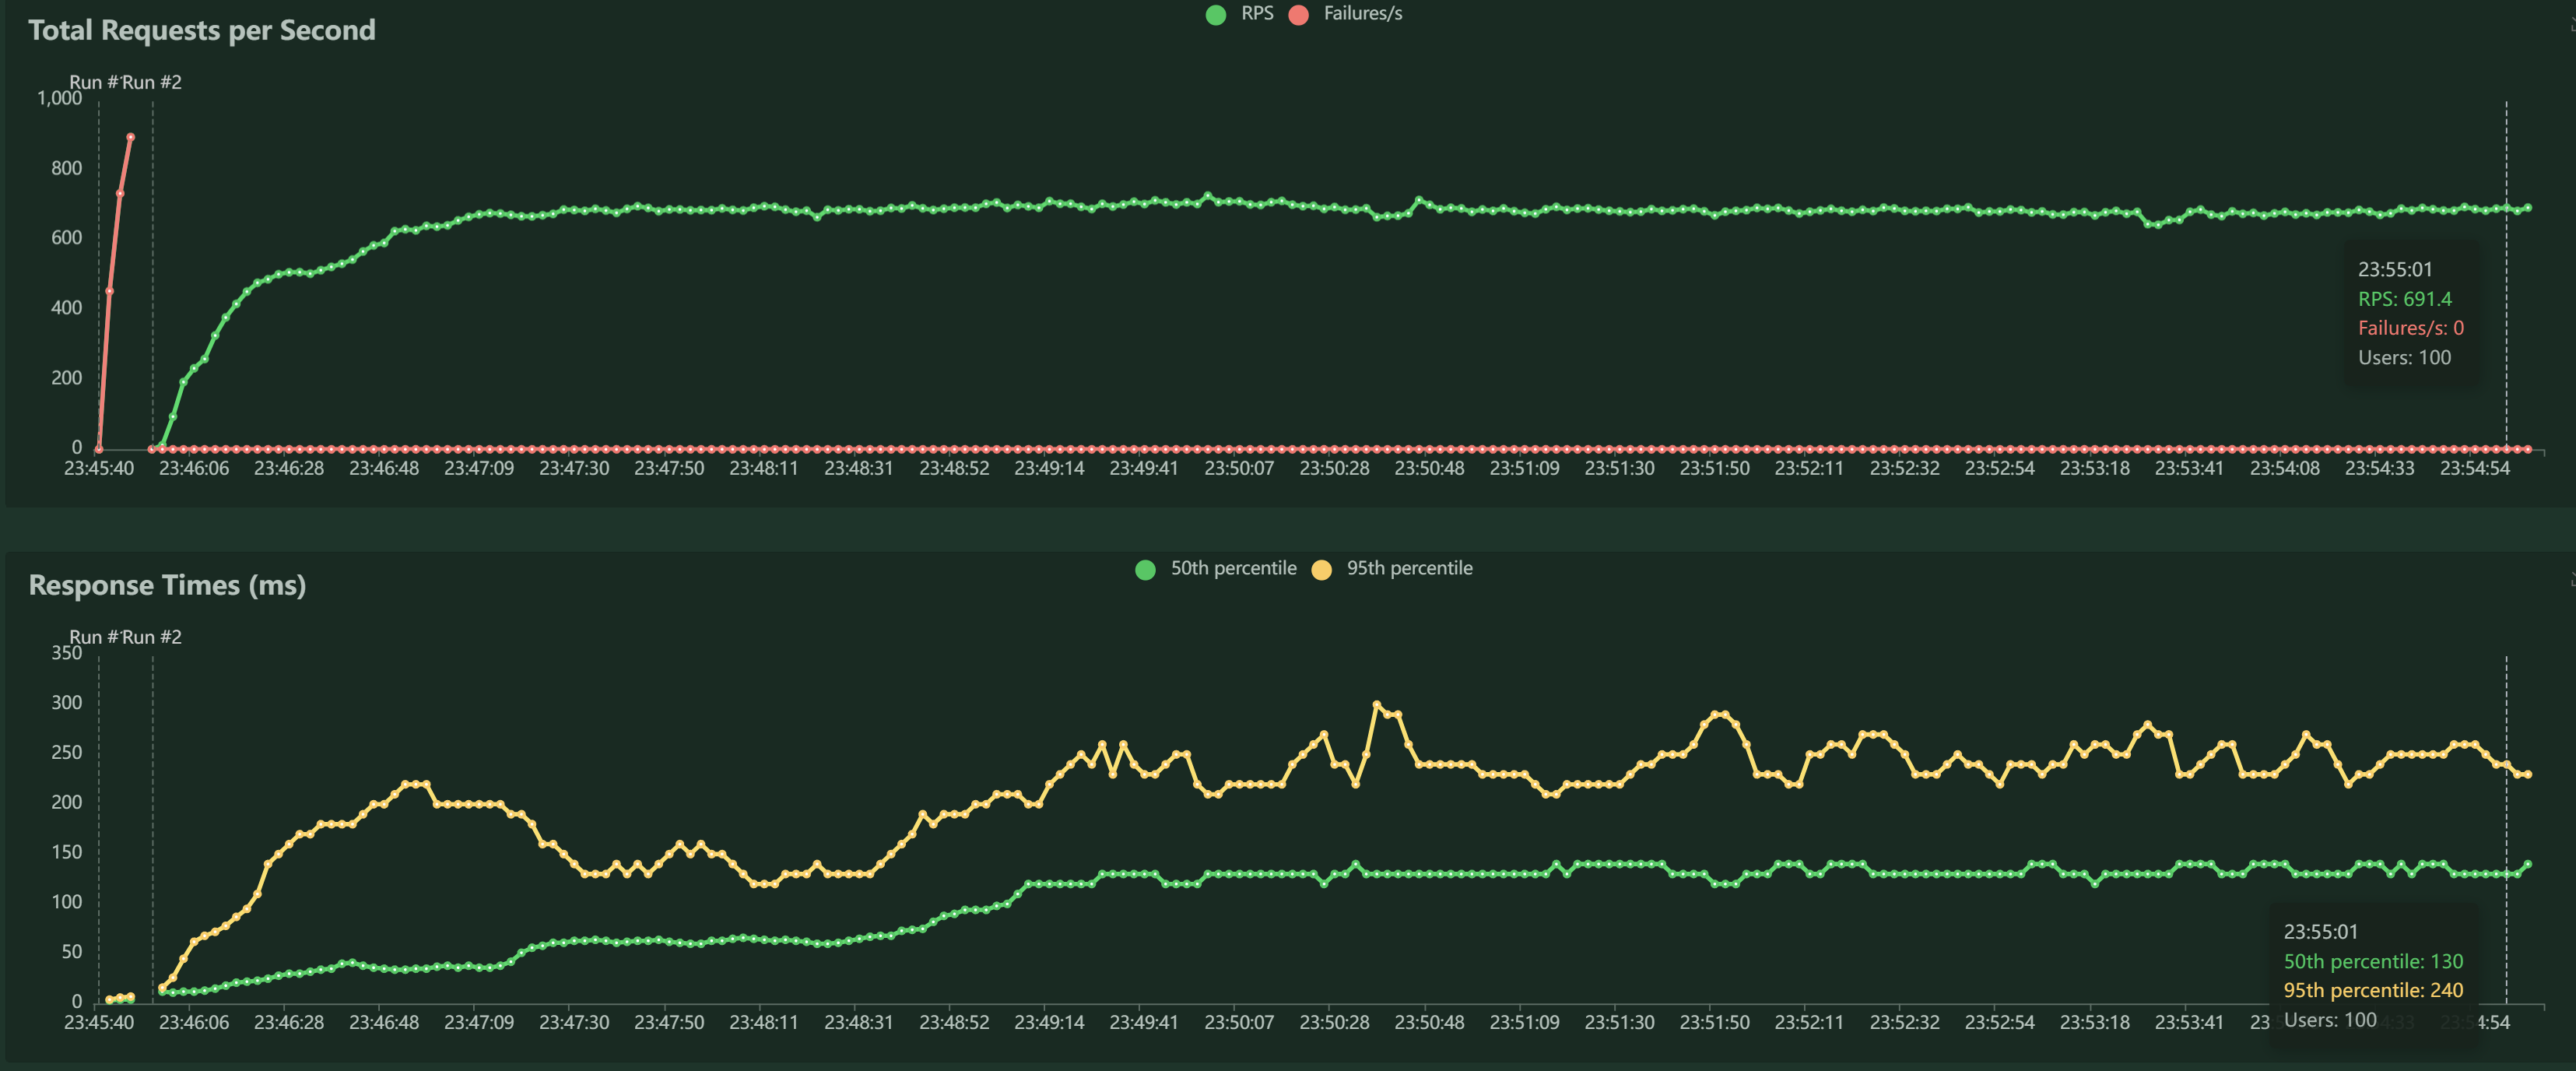 Total Requests per Second
RPS Failures/s
Run # Run #2
1,000
800
600
400
200
0
23:45:40 23:46:06 23:46:28 23:46:48 23:47:09 23:47:30 23:47:50 23:48:11 23:48:31 23:48:52 23:49:14 23:49:41 23:50:07 23:50:28 23:50:48 23:51:09 23:51:30 23:51:50 23:52:11 23:52:32 23:52:54 23:53:18 23:53:41 23:54:08 23:54:33 23:54:54
23:55:01
RPS: 691.4
Failures/s: 0
Users: 100
Response Times (ms)
50th percentile 95th percentile
Run # Run #2
350
300
250
200
150
100
50
0
23:45:40 23:46:06 23:46:28 23:46:48 23:47:09 23:47:30 23:47:50 23:48:11 23:48:31 23:48:52 23:49:14 23:49:41 23:50:07 23:50:28 23:50:48 23:51:09 23:51:30 23:51:50 23:52:11 23:52:32 23:52:54 23:53:18 23:53:41 23:54:54
23:55:01
50th percentile: 130
95th percentile: 240
Users: 100